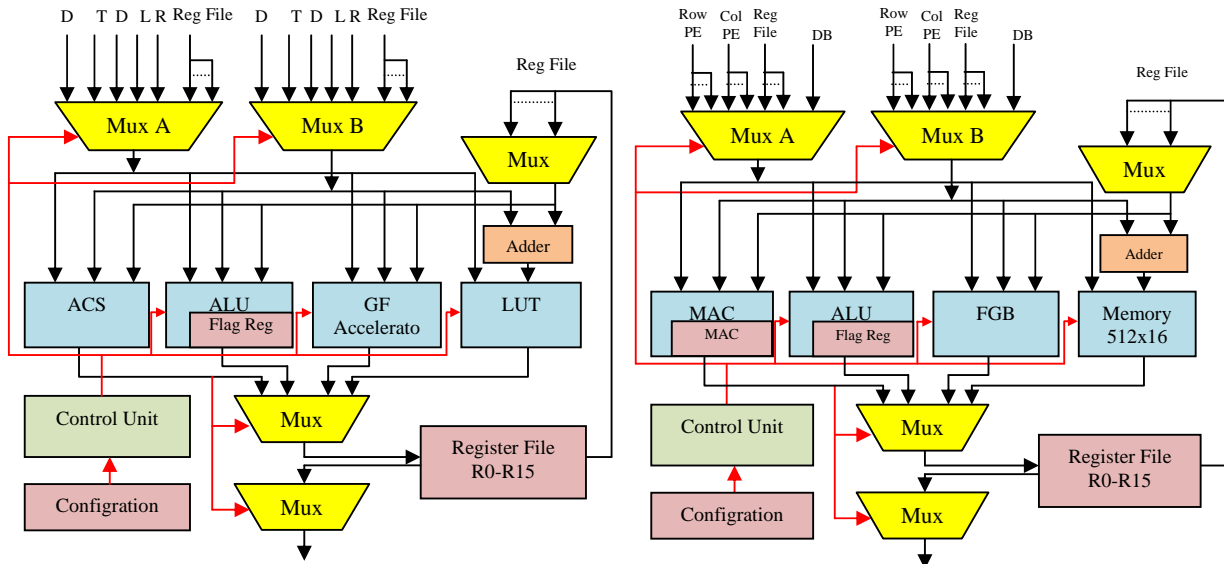 D T D L R Reg File
D T D L R Reg File
Reg File
Mux A
Mux B
Mux
Adder
ACS
ALU
Flag Reg
GF
Accelerato
LUT
Control Unit
Mux
Register File
R0-R15
Configration
Mux
Row
PE
Col
PE
Reg
File
DB
Row
PE
Col
PE
Reg
File
DB
Reg File
Mux A
Mux B
Mux
Adder
MAC
MAC
ALU
Flag Reg
FGB
Memory
512x16
Control Unit
Mux
Register File
R0-R15
Configration
Mux